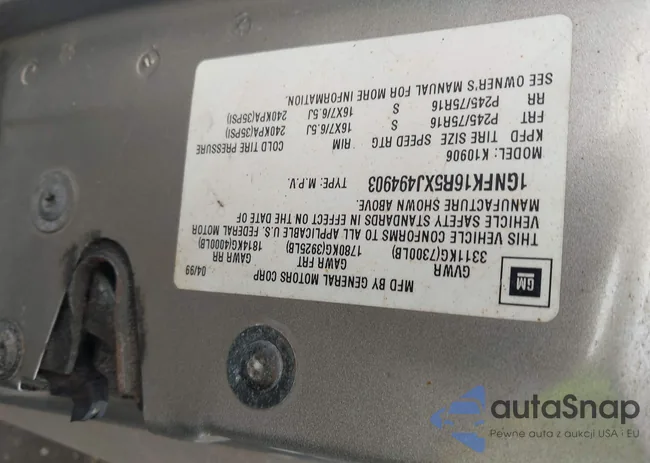 MFD BY GENERAL MOTORS CORP 04/99
GVWR GAWR FRT GAWR RR
3311KG(7300LB) 1780KG(3925LB) 1814KG(4000LB)
THIS VEHICLE CONFORMS TO ALL APPLICABLE U.S. FEDERAL MOTOR
VEHICLE SAFETY STANDARDS IN EFFECT ON THE DATE OF
MANUFACTURE SHOWN ABOVE.
1GNFK16R5XJ494903 TYPE: M.P.V.
MODEL: K10906
KPFD TIRE SIZE SPEED RTG RIM COLD TIRE PRESSURE
FRT P245/75R16 S 16X7/6.5J 240KPA(35PSI)
RR P245/75R16 S 16X7/6.5J 240KPA(35PSI)
SEE OWNER'S MANUAL FOR MORE INFORMATION.
GM
autaSnap
Pewne auta z aukcji USA i EU